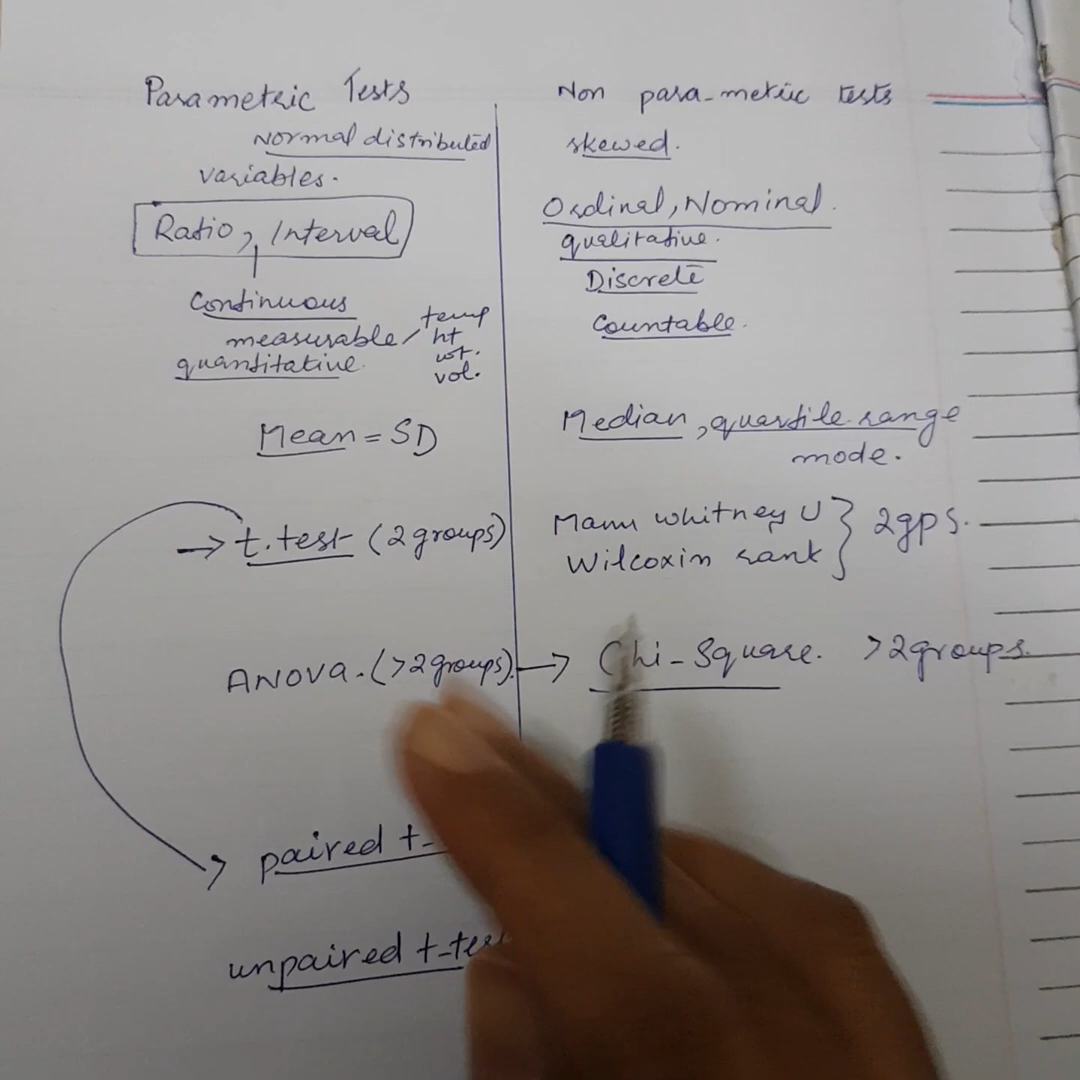 Parametric Tests
normal distributed
variables.
Ratio, Interval
Continuous
measurable
temp
ht
wt.
vol.
quantitative.
Mean = SD
→ t.test (2 groups)
ANOVA. (>2 groups). →
paired t-
unpaired t-test
Non para-metric tests
skewed.
Ordinal, Nominal.
qualitative.
Discrete
Countable.
Median, quartile range
mode.
Mann whitney U
Wilcoxin rank
} 2gps.
Chi-Square. >2groups.